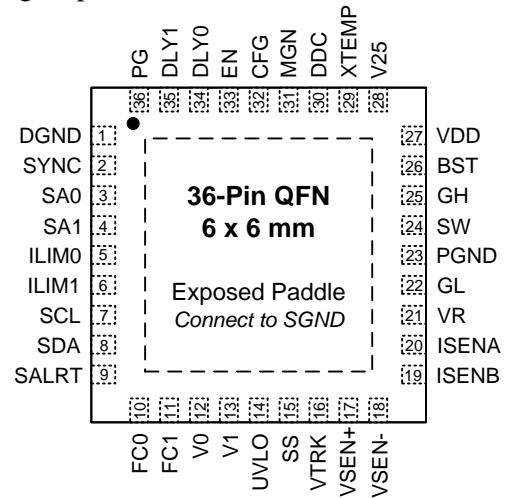 PG DLY1 DLY0 EN CFG MGN DDC XTEMP V25
36 35 34 33 32 31 30 29 28
DGND 1 27 VDD
SYNC 2 26 BST
SA0 3 36-Pin QFN 25 GH
SA1 4 6 x 6 mm 24 SW
ILIM0 5 23 PGND
ILIM1 6 Exposed Paddle 22 GL
SCL 7 Connect to SGND 21 VR
SDA 8 20 ISENA
SALRT 9 19 ISENB
10 11 12 13 14 15 16 17 18
FC0 FC1 V0 V1 UVLO SS VTRK VSEN+ VSEN-